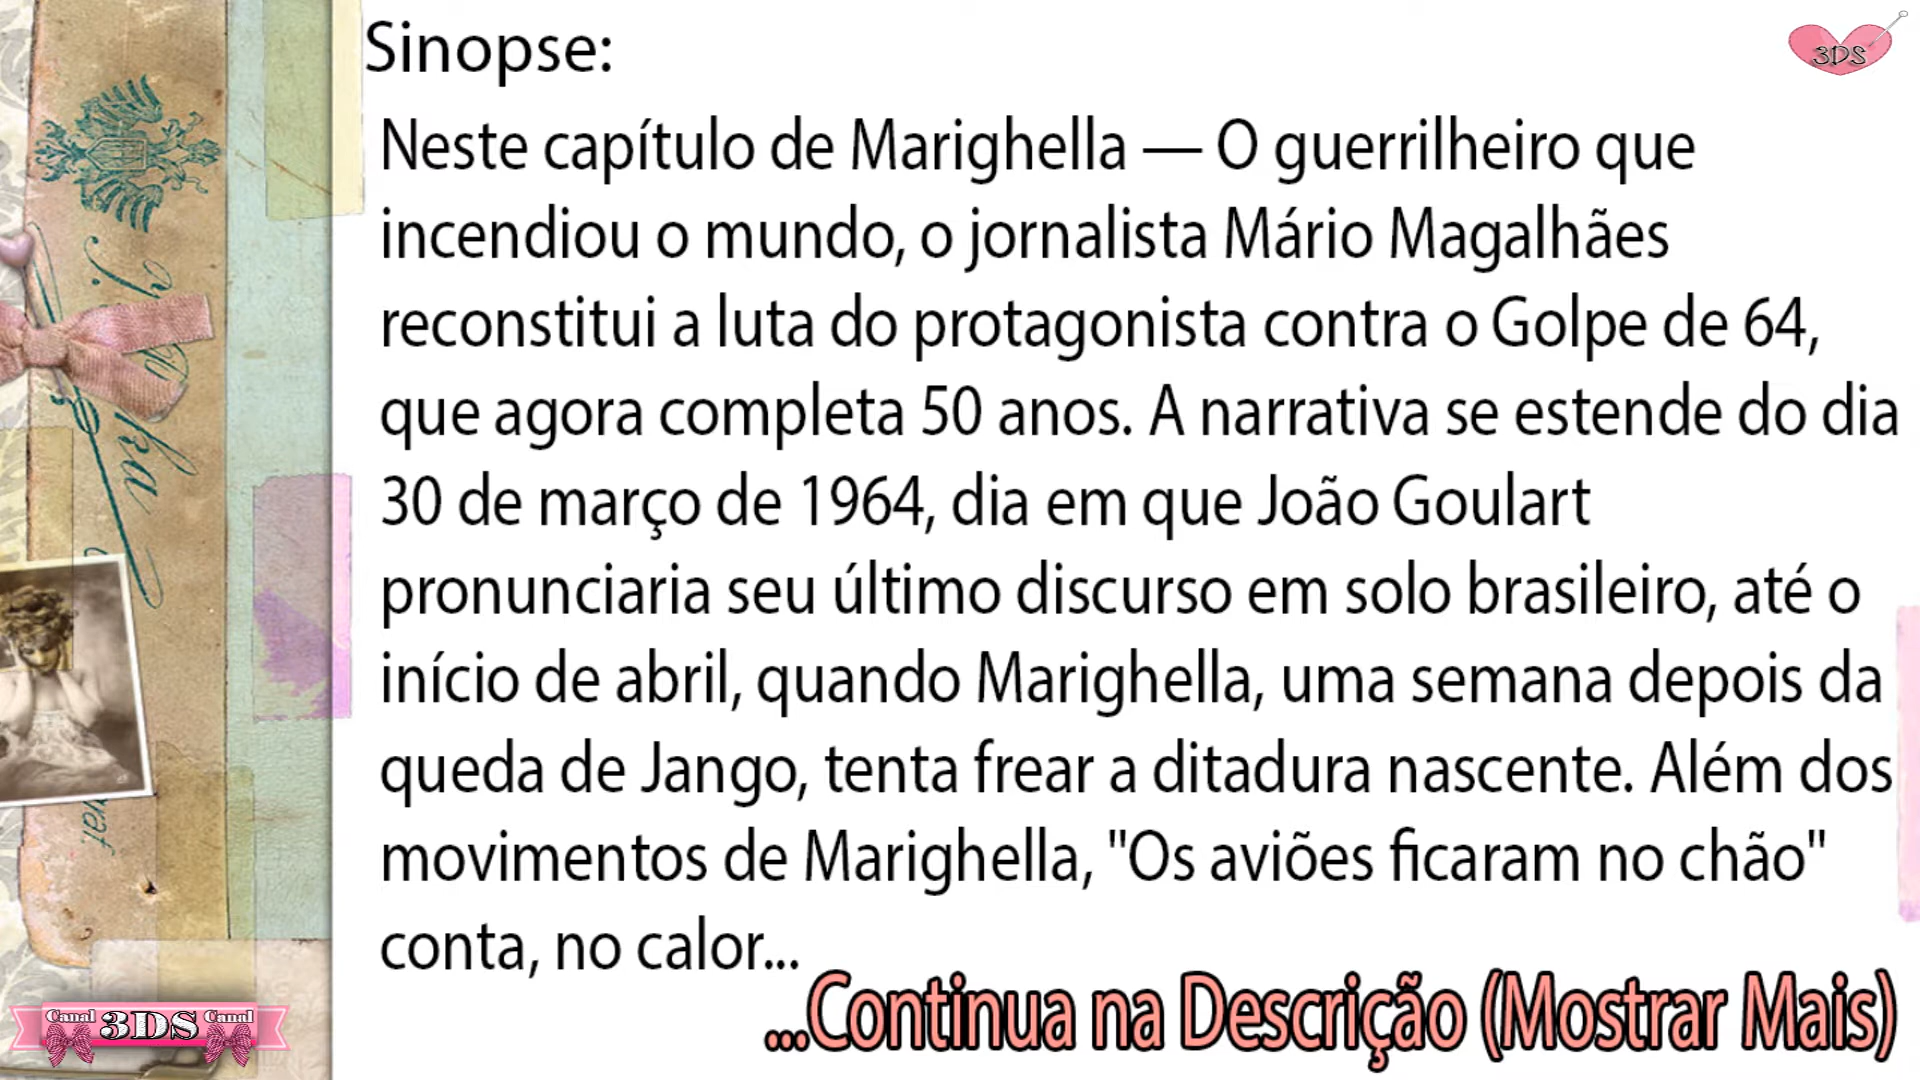 Sinopse:
3DS
Neste capítulo de Marighella — O guerrilheiro que
incendiou o mundo, o jornalista Mário Magalhães
reconstitui a luta do protagonista contra o Golpe de 64,
que agora completa 50 anos. A narrativa se estende do dia
30 de março de 1964, dia em que João Goulart
pronunciaria seu último discurso em solo brasileiro, até o
início de abril, quando Marighella, uma semana depois da
queda de Jango, tenta frear a ditadura nascente. Além dos
movimentos de Marighella, "Os aviões ficaram no chão"
conta, no calor...
...Continua na Descrição (Mostrar Mais)
Canal 3DS Canal